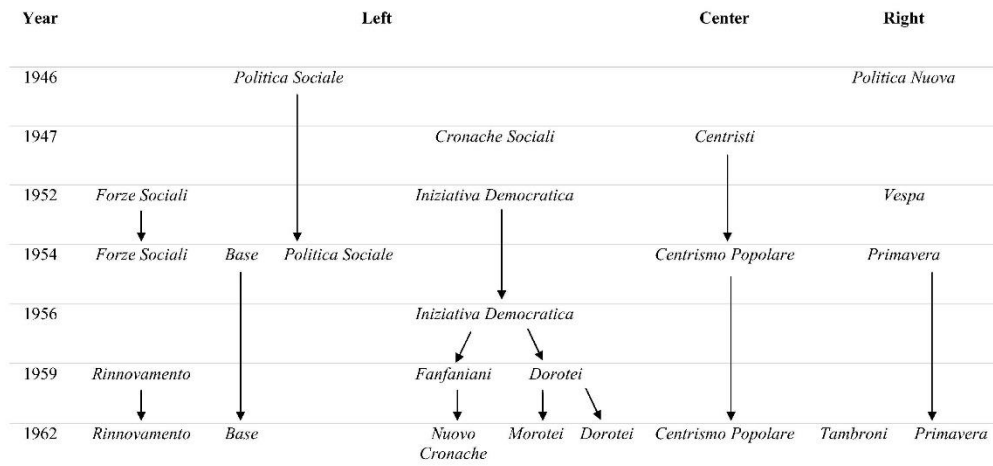 Year Left Center Right
1946 Politica Sociale Politica Nuova
1947 Cronache Sociali Centristi
1952 Forze Sociali Iniziativa Democratica Vespa
1954 Forze Sociali Base Politica Sociale Centrismo Popolare Primavera
1956 Iniziativa Democratica
1959 Rinnovamento Fanfaniani Dorotei
1962 Rinnovamento Base Nuovo Morotei Dorotei Centrismo Popolare Tambroni Primavera
Cronache